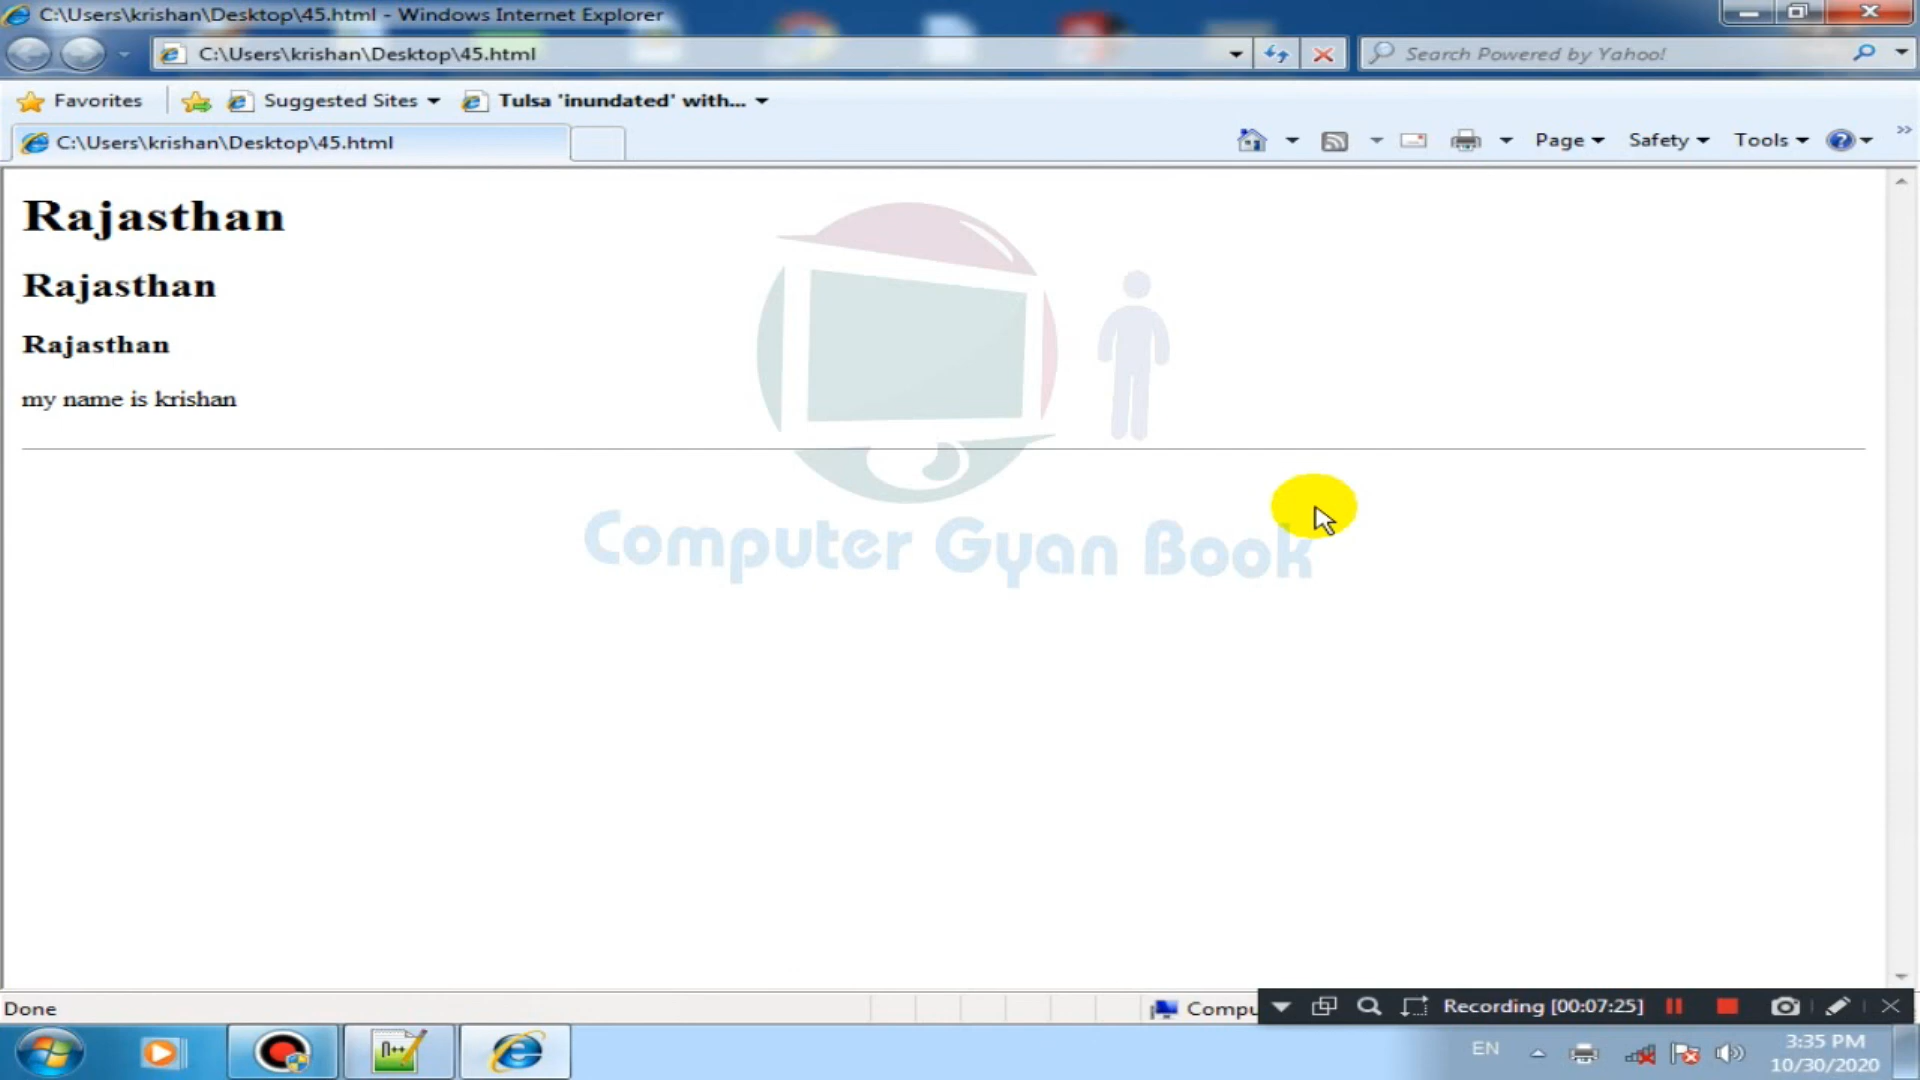 C:\Users\krishan\Desktop\45.html - Windows Internet Explorer
C:\Users\krishan\Desktop\45.html
Search Powered by Yahoo!
Favorites
Suggested Sites
Tulsa 'inundated' with...
C:\Users\krishan\Desktop\45.html
Page
Safety
Tools
Rajasthan
Rajasthan
Rajasthan
my name is krishan
Computer Gyan Book
Done
Compu
Recording [00:07:25]
EN
3:35 PM
10/30/2020